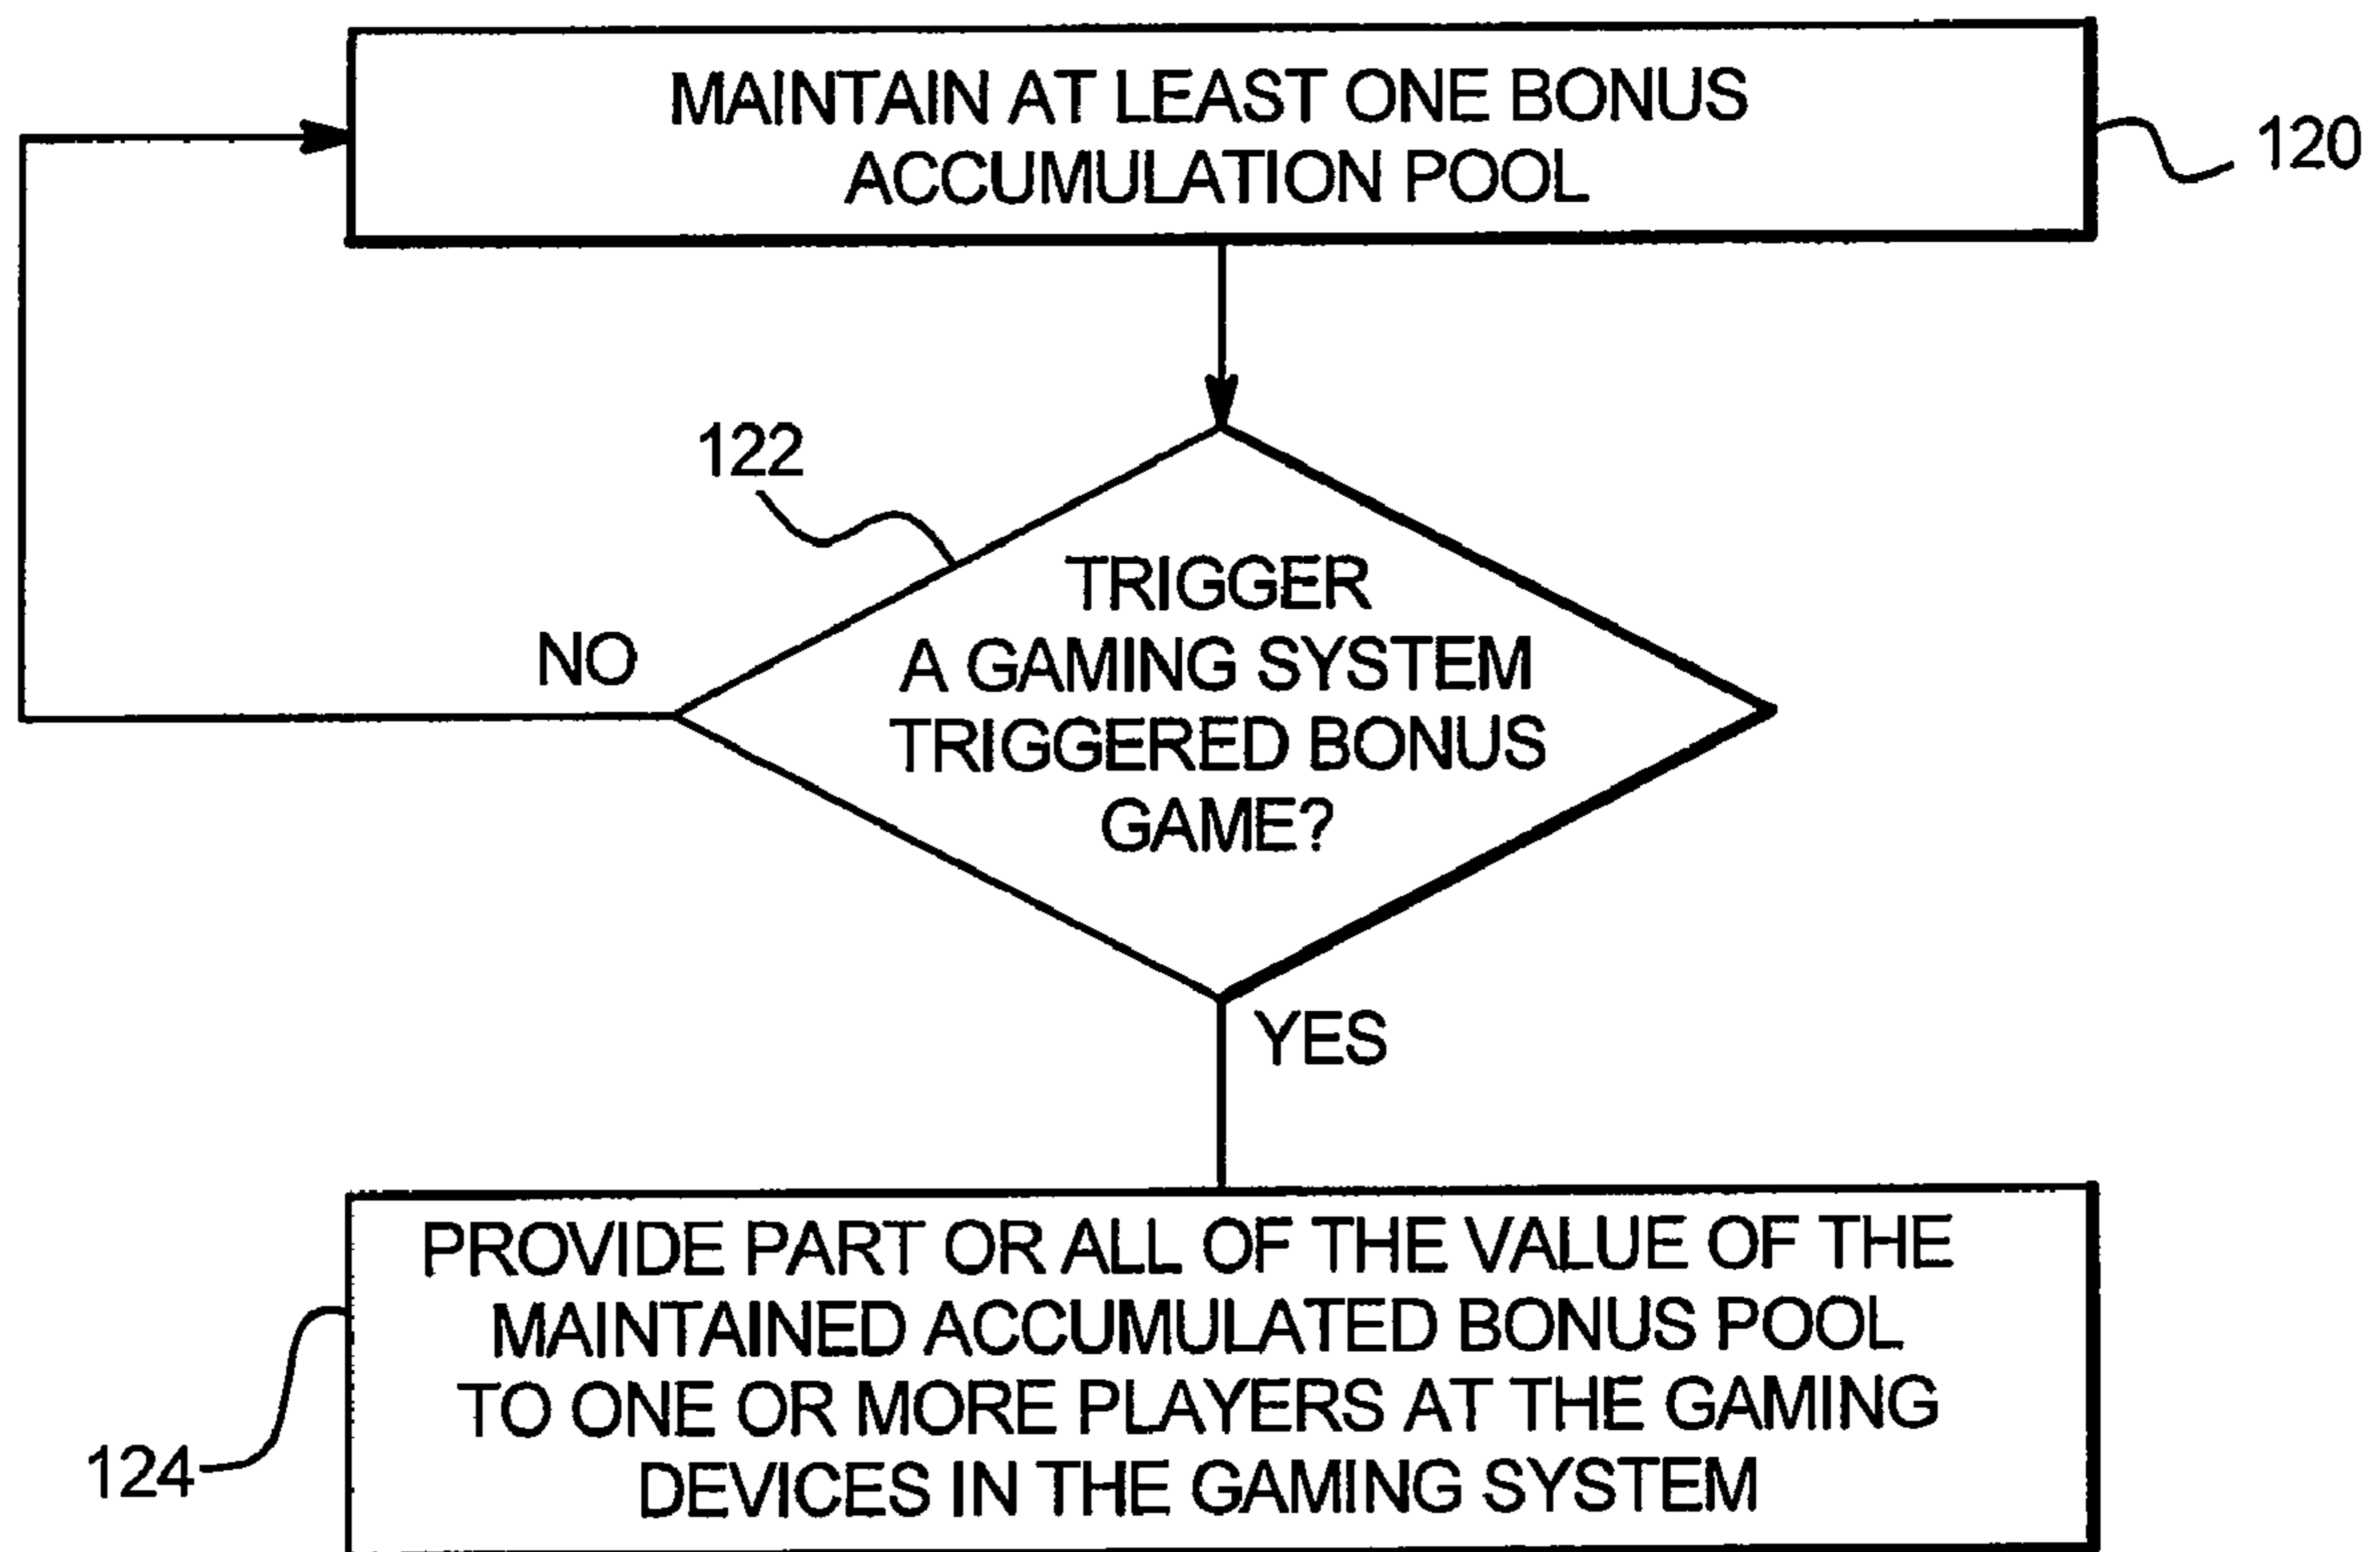 MAINTAIN AT LEAST ONE BONUS
ACCUMULATION POOL
120
122
TRIGGER
A GAMING SYSTEM
TRIGGERED BONUS
GAME?
NO
YES
PROVIDE PART OR ALL OF THE VALUE OF THE
MAINTAINED ACCUMULATED BONUS POOL
TO ONE OR MORE PLAYERS AT THE GAMING
DEVICES IN THE GAMING SYSTEM
124